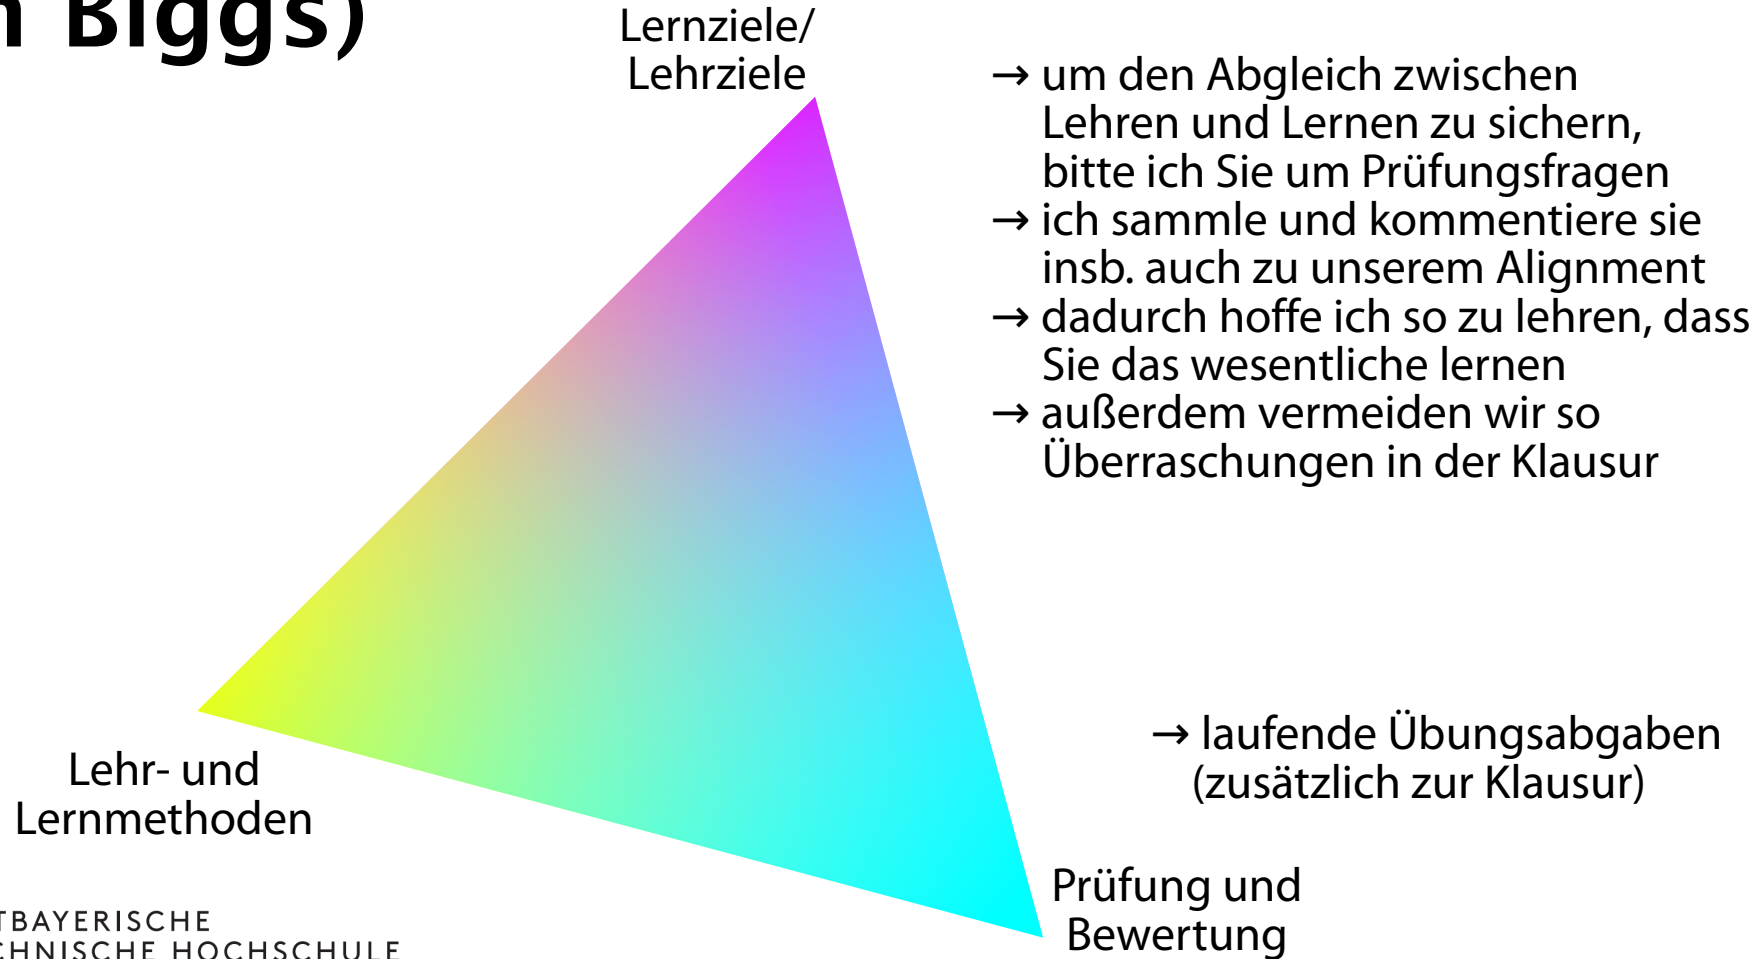 n Biggs)
Lernziele/
Lehrziele
→ um den Abgleich zwischen
Lehren und Lernen zu sichern,
bitte ich Sie um Prüfungsfragen
→ ich sammle und kommentiere sie
insb. auch zu unserem Alignment
→ dadurch hoffe ich so zu lehren, dass
Sie das wesentliche lernen
→ außerdem vermeiden wir so
Überraschungen in der Klausur
→ laufende Übungsabgaben
(zusätzlich zur Klausur)
Lehr- und
Lernmethoden
Prüfung und
Bewertung
TBAYERISCHE
CHNISCHE HOCHSCHULE